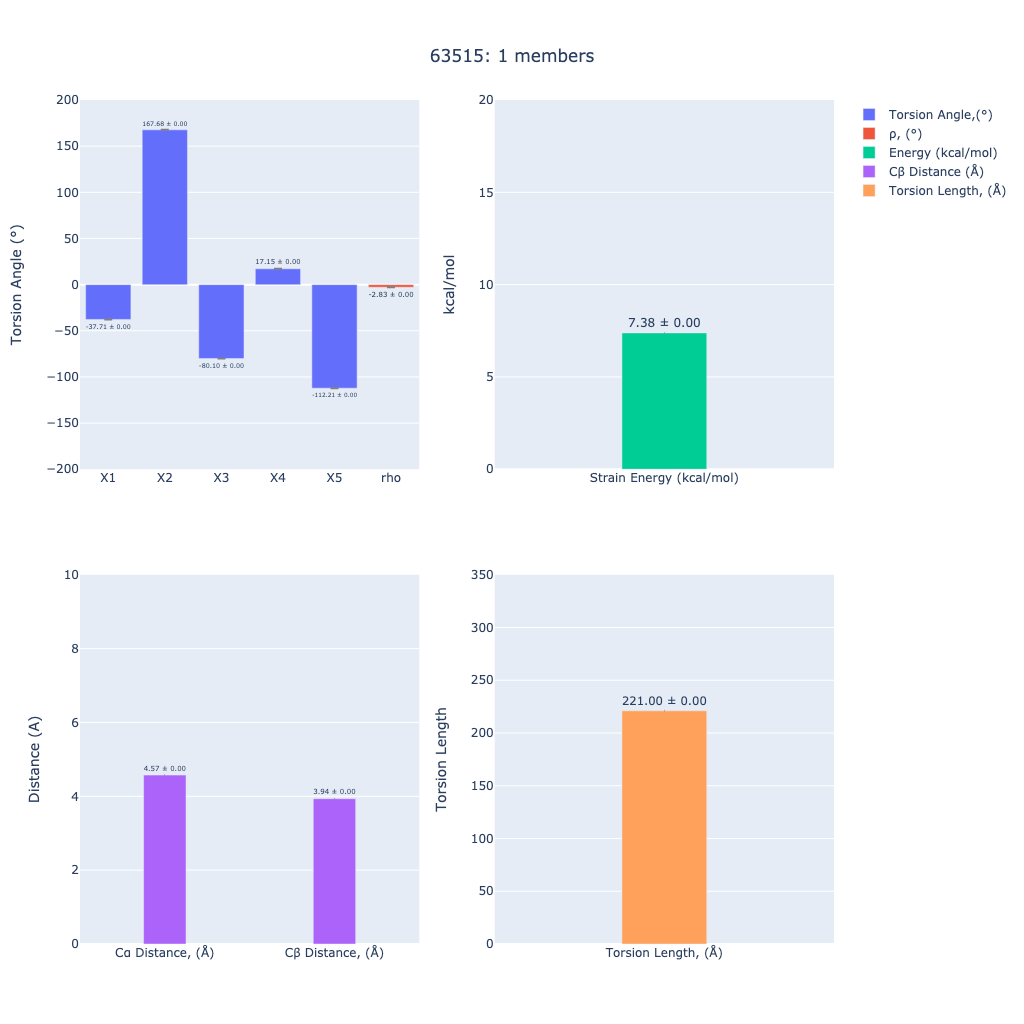 63515: 1 members
200
150
100
50
0
−50
−100
−150
−200
Torsion Angle (°)
167.68 ± 0.00
17.15 ± 0.00
-2.83 ± 0.00
-37.71 ± 0.00
-80.10 ± 0.00
-112.21 ± 0.00
X1 X2 X3 X4 X5 rho
20
15
10
5
0
kcal/mol
7.38 ± 0.00
Strain Energy (kcal/mol)
Torsion Angle,(°)
ρ, (°)
Energy (kcal/mol)
Cβ Distance (Å)
Torsion Length, (Å)
10
8
6
4
2
0
Distance (A)
4.57 ± 0.00
3.94 ± 0.00
Cα Distance, (Å) Cβ Distance, (Å)
350
300
250
200
150
100
50
0
Torsion Length
221.00 ± 0.00
Torsion Length, (Å)